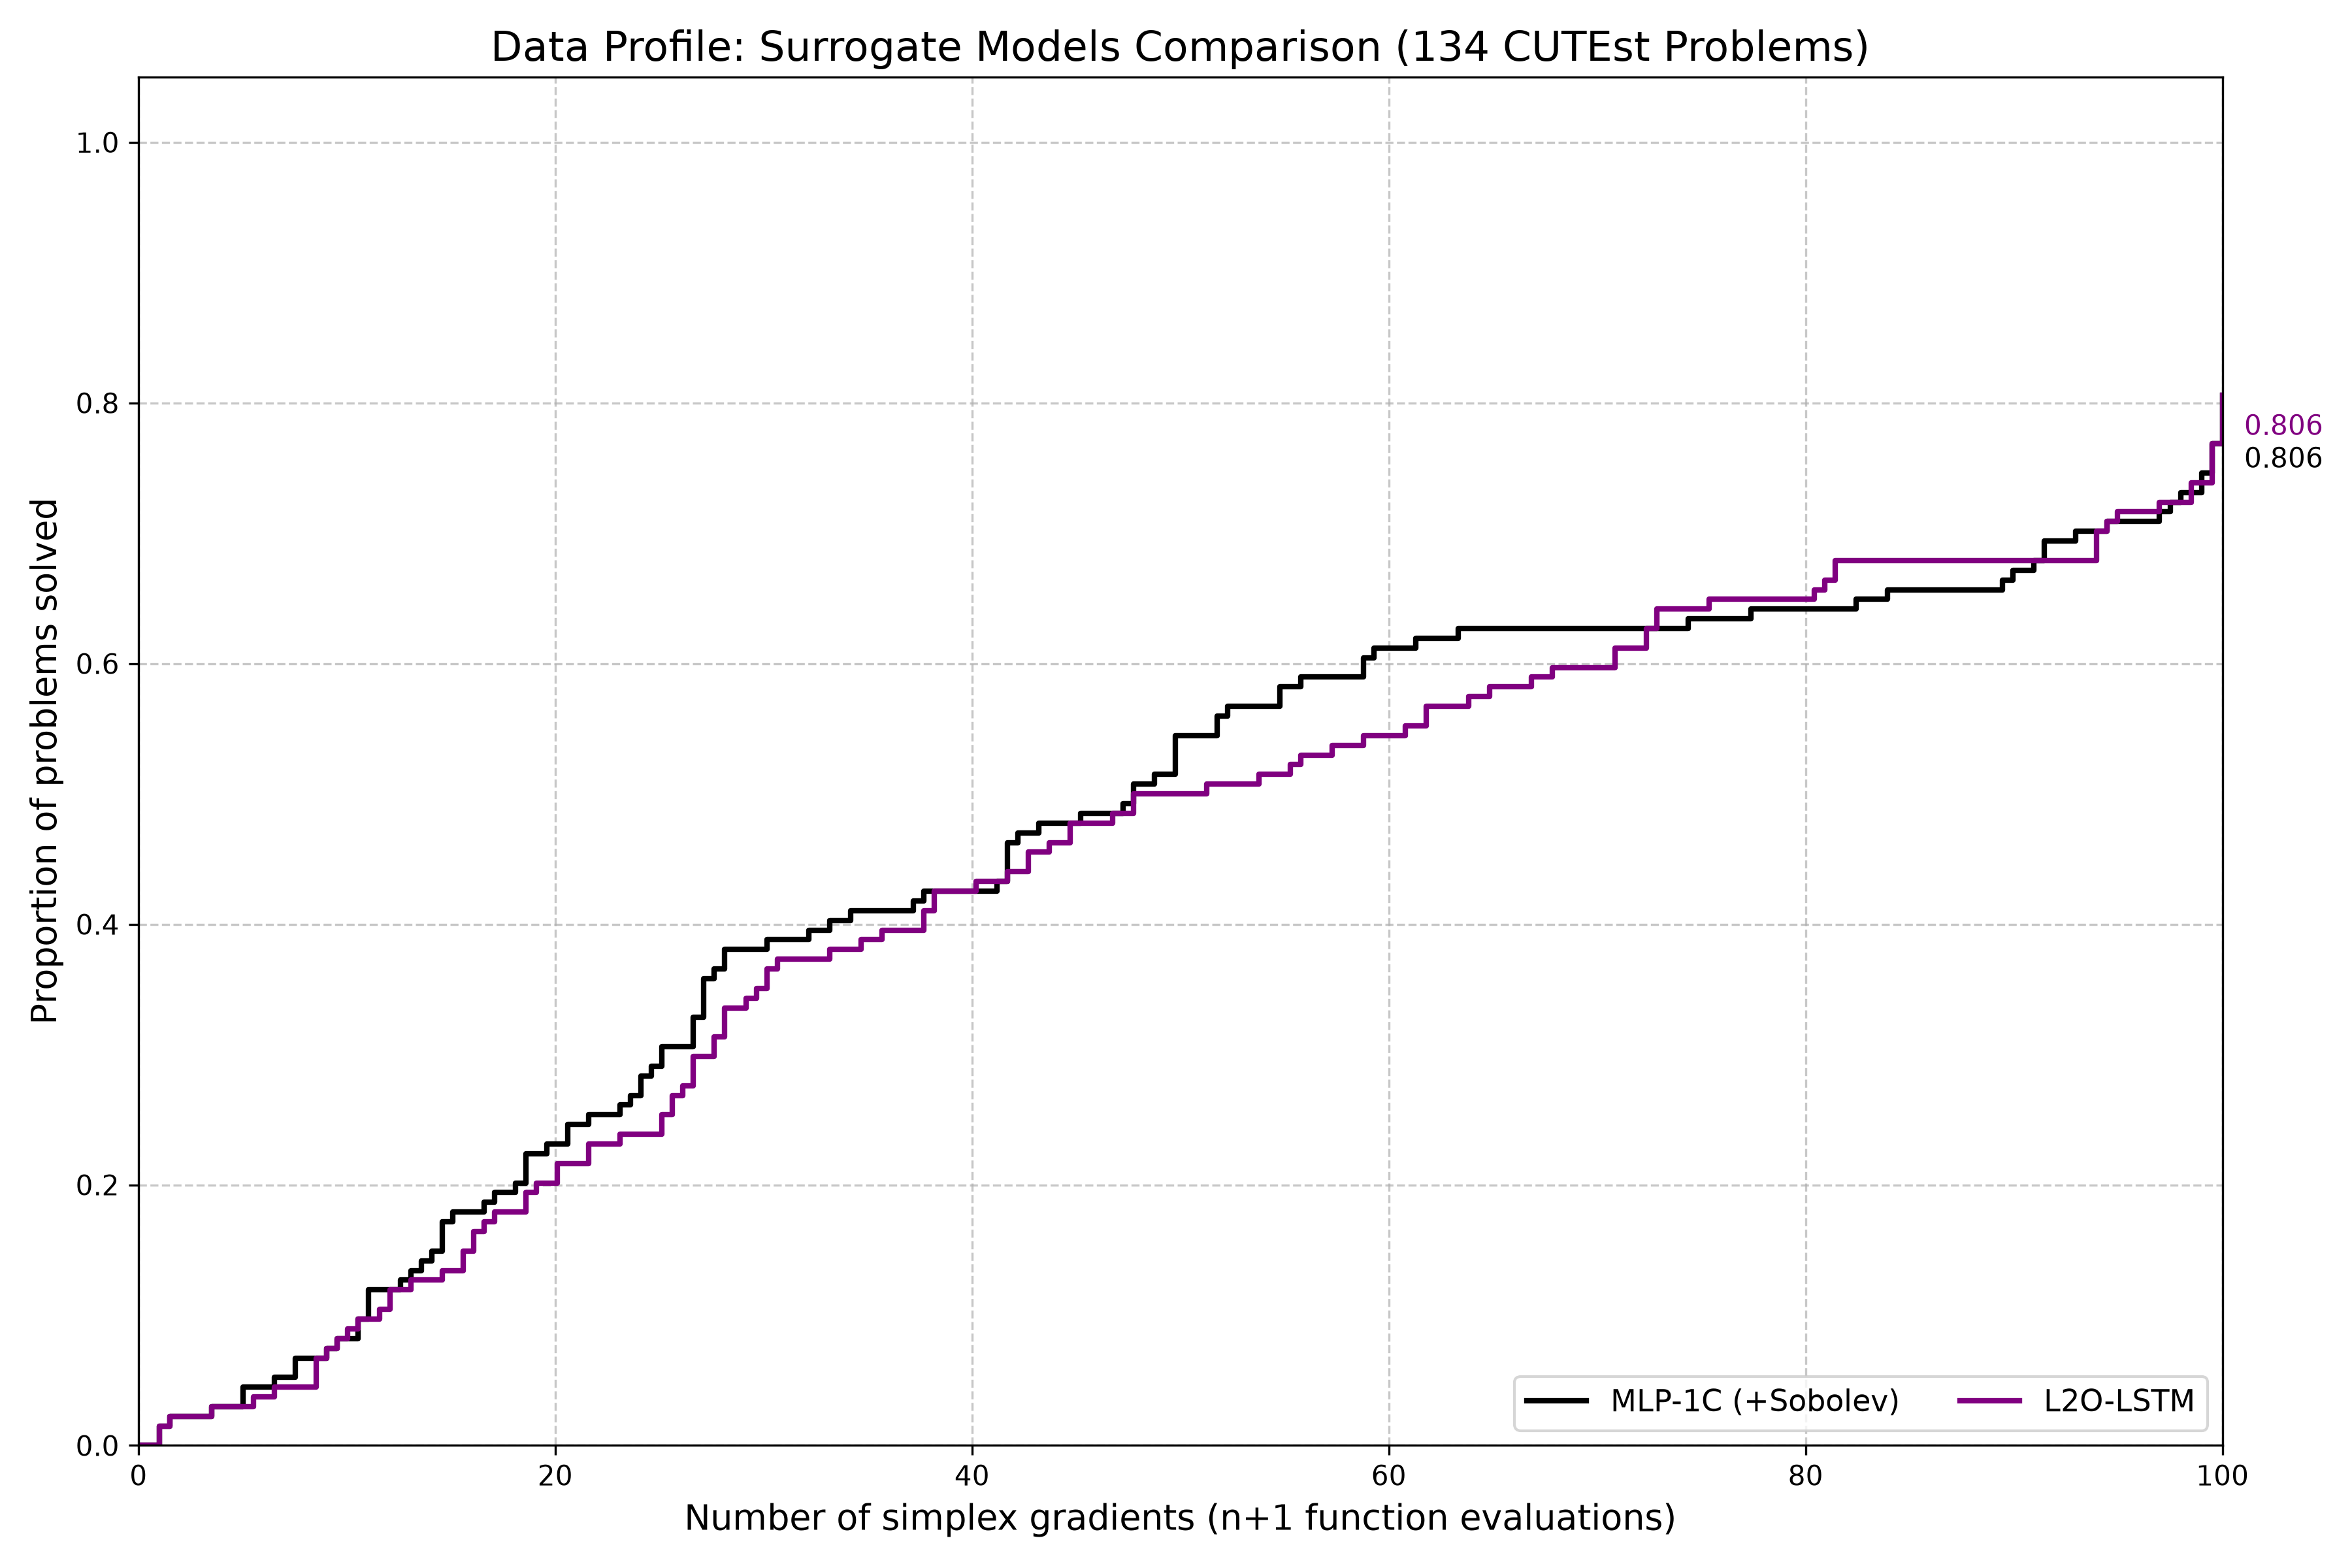 Data Profile: Surrogate Models Comparison (134 CUTEst Problems)
Proportion of problems solved
1.0
0.8
0.6
0.4
0.2
0.0
0.806
0.806
MLP-1C (+Sobolev) L2O-LSTM
0 20 40 60 80 100
Number of simplex gradients (n+1 function evaluations)